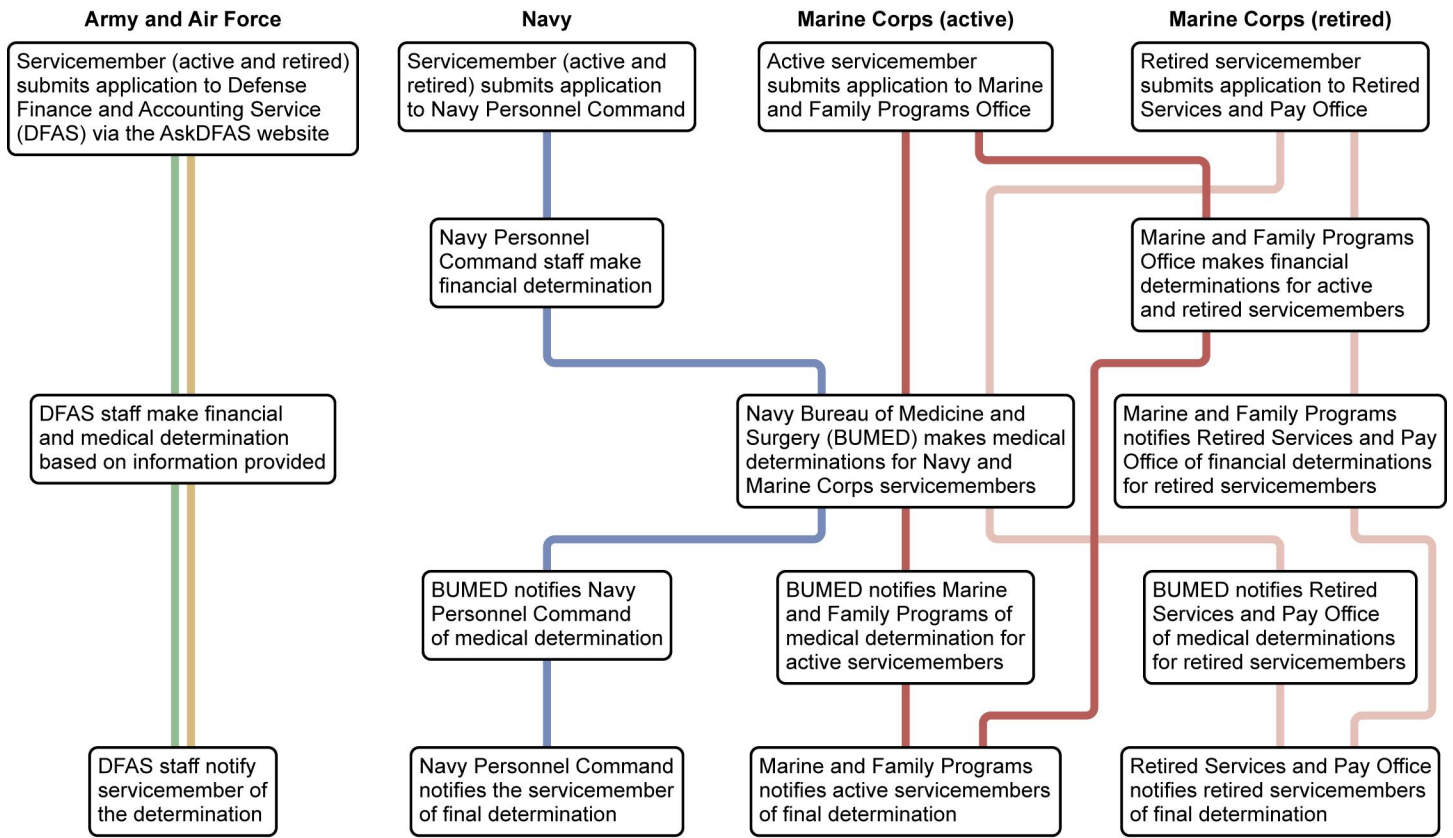 Army and Air Force
Servicemember (active and retired)
submits application to Defense
Finance and Accounting Service
(DFAS) via the AskDFAS website
DFAS staff make financial
and medical determination
based on information provided
DFAS staff notify
servicemember of
the determination
Navy
Servicemember (active and
retired) submits application
to Navy Personnel Command
Navy Personnel
Command staff make
financial determination
BUMED notifies Navy
Personnel Command
of medical determination
Navy Personnel Command
notifies the servicemember
of final determination
Marine Corps (active)
Active servicemember
submits application to Marine
and Family Programs Office
Navy Bureau of Medicine and
Surgery (BUMED) makes medical
determinations for Navy and
Marine Corps servicemembers
BUMED notifies Marine
and Family Programs of
medical determination for
active servicemembers
Marine and Family Programs
notifies active servicemembers
of final determination
Marine Corps (retired)
Retired servicemember
submits application to Retired
Services and Pay Office
Marine and Family Programs
Office makes financial
determinations for active
and retired servicemembers
Marine and Family Programs
notifies Retired Services and Pay
Office of financial determinations
for retired servicemembers
BUMED notifies Retired
Services and Pay Office
of medical determinations
for retired servicemembers
Retired Services and Pay Office
notifies retired servicemembers
of final determination